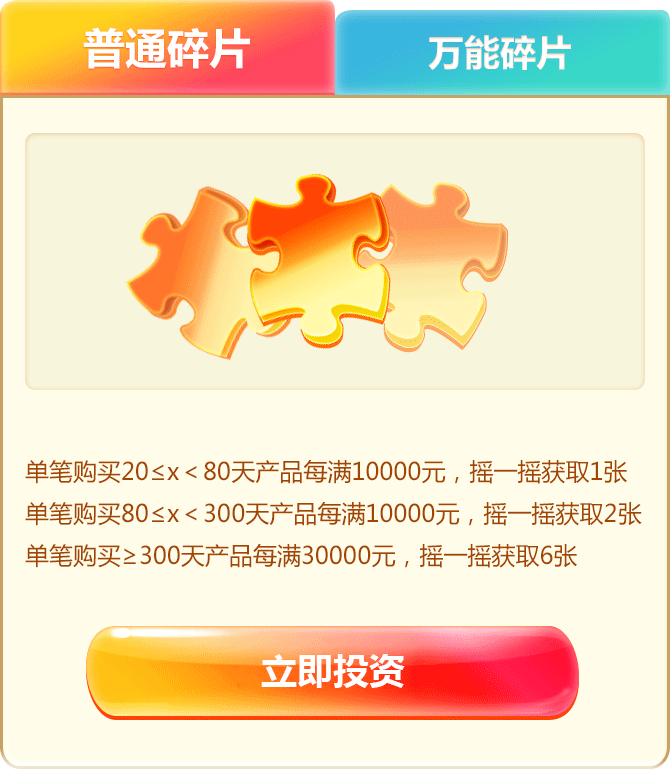 普通碎片
万能碎片
单笔购买20≤x＜80天产品每满10000元，摇一摇获取1张
单笔购买80≤x＜300天产品每满10000元，摇一摇获取2张
单笔购买≥300天产品每满30000元，摇一摇获取6张
立即投资